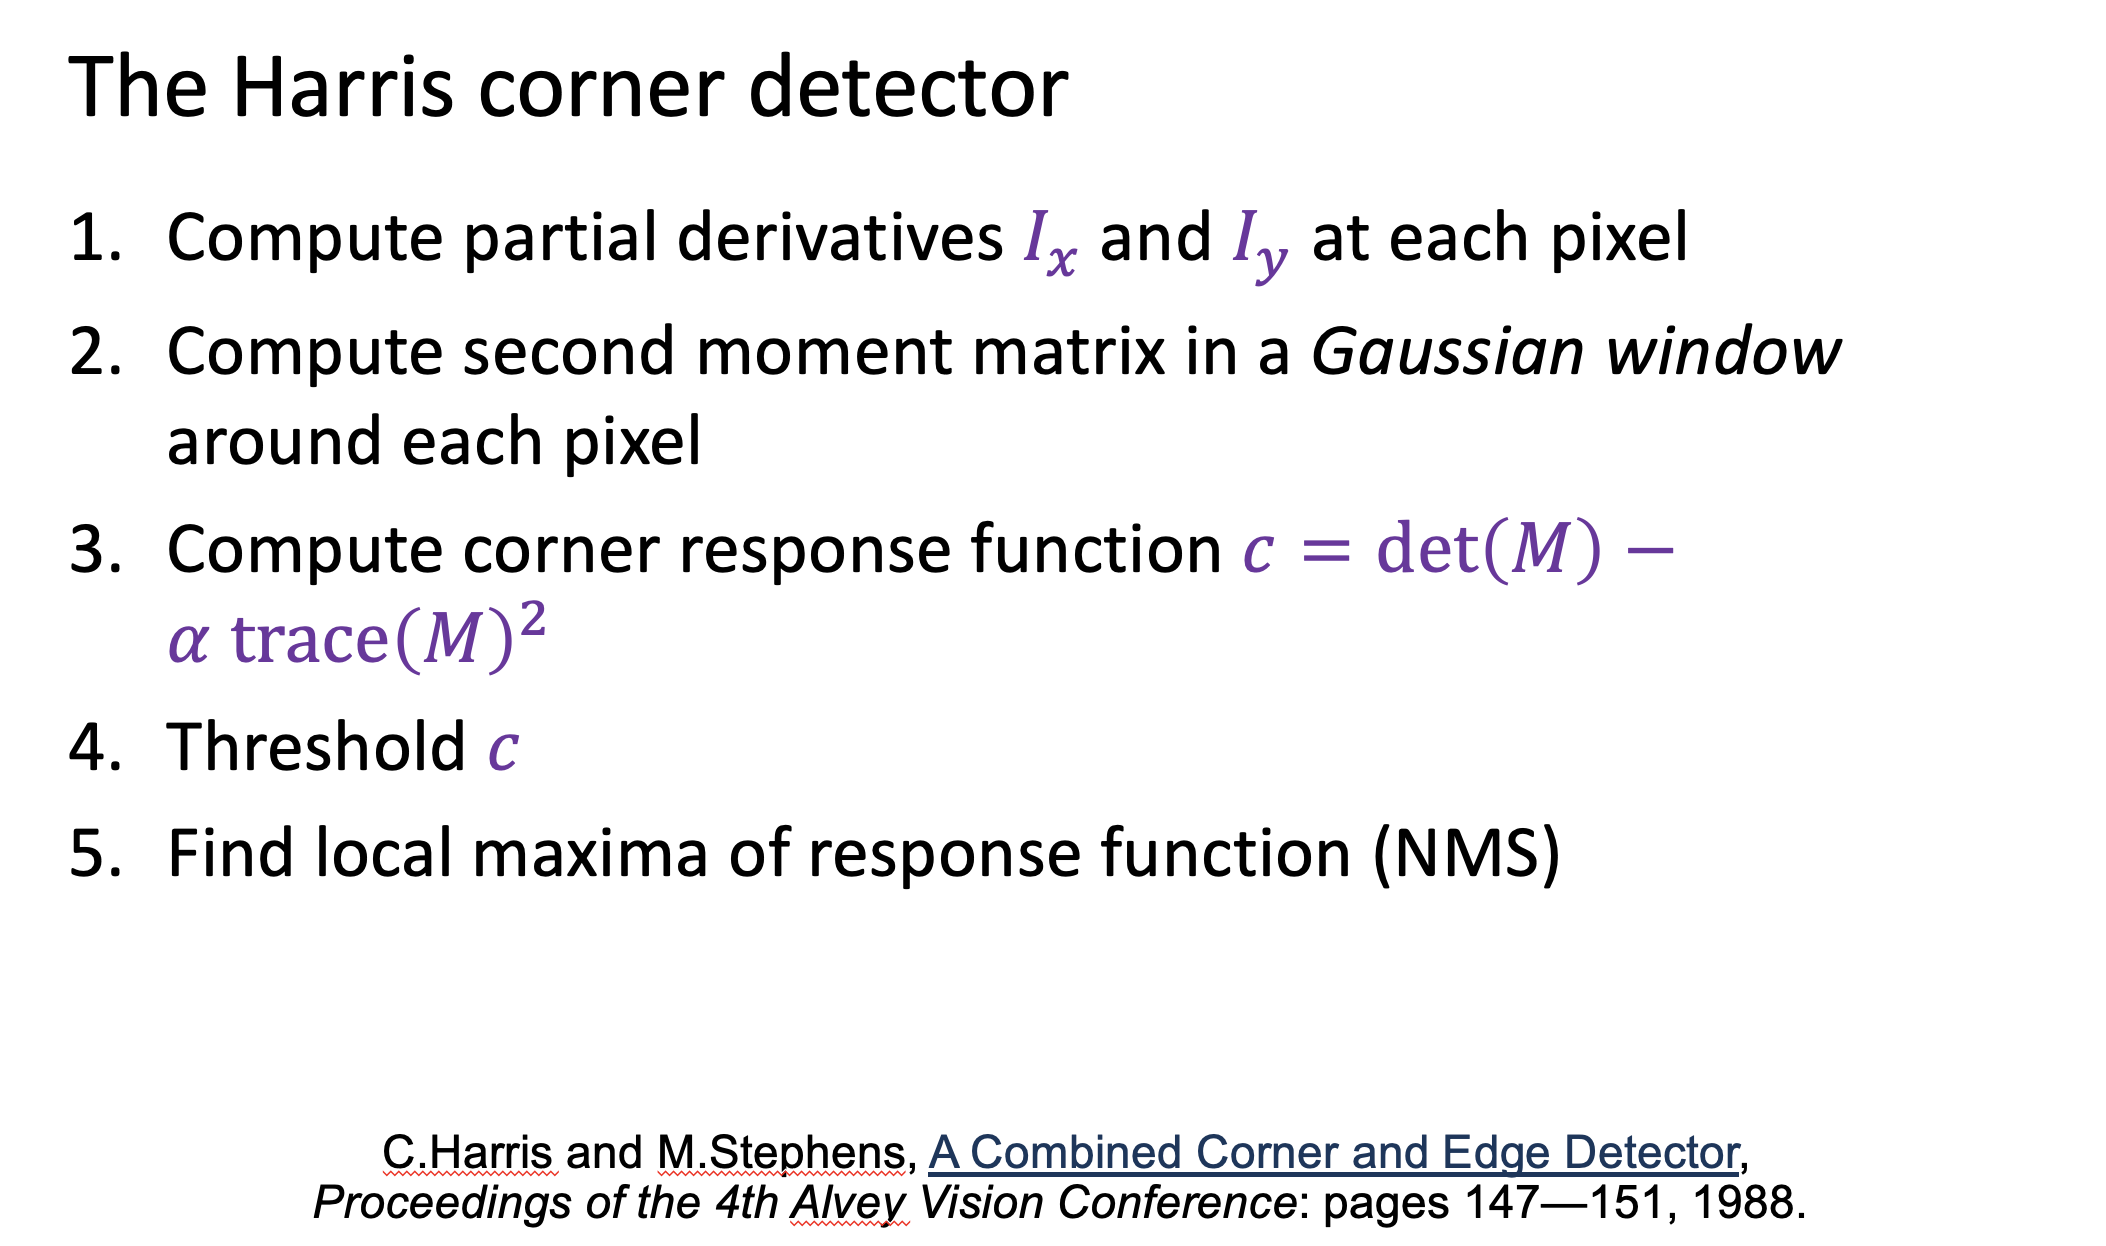 The Harris corner detector
1. Compute partial derivatives Iₓ and I_y at each pixel
2. Compute second moment matrix in a Gaussian window
around each pixel
3. Compute corner response function c = det(M) −
α trace(M)²
4. Threshold c
5. Find local maxima of response function (NMS)
C.Harris and M.Stephens, A Combined Corner and Edge Detector,
Proceedings of the 4th Alvey Vision Conference: pages 147—151, 1988.